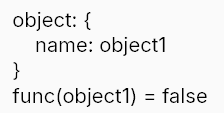 object: {
    name: object1
}
func(object1) = false